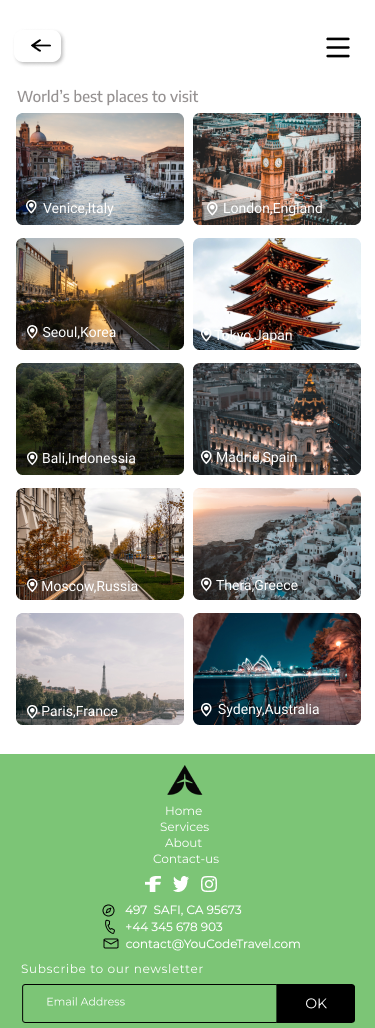 World's best places to visit
Venice,Italy
London,England
Seoul,Korea
Tokyo,Japan
Bali,Indonessia
Madrid,Spain
Moscow,Russia
Thera,Greece
Paris,France
Sydeny,Australia
Home
Services
About
Contact-us
497 SAFI, CA 95673
+44 345 678 903
contact@YouCodeTravel.com
Subscribe to our newsletter
Email Address
OK